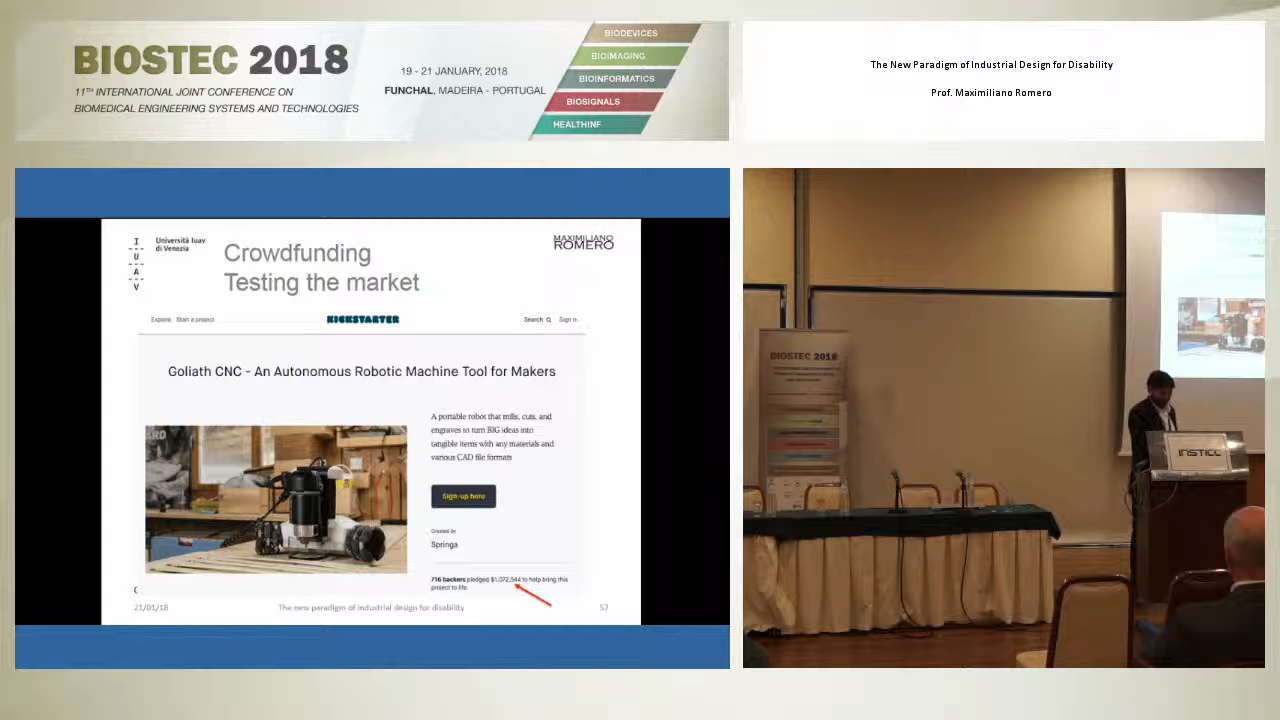 BIOSTEC 2018
11TH INTERNATIONAL JOINT CONFERENCE ON
BIOMEDICAL ENGINEERING SYSTEMS AND TECHNOLOGIES
19 - 21 JANUARY, 2018
FUNCHAL, MADEIRA - PORTUGAL
BIODEVICES
BIOIMAGING
BIOINFORMATICS
BIOSIGNALS
HEALTHINF
The New Paradigm of Industrial Design for Disability
Prof. Maximiliano Romero
I
U
A
V
Università Iuav
di Venezia
Crowdfunding
Testing the market
MAXIMILIANO
ROMERO
Explore Start a project
KICKSTARTER
Search
Sign in
Goliath CNC - An Autonomous Robotic Machine Tool for Makers
ARD
A portable robot that mills, cuts, and
engraves to turn BIG ideas into
tangible items with any materials and
various CAD file formats
Sign-up here
Created by
Springa
716 backers pledged $1,072,544 to help bring this
project to life.
21/01/18
The new paradigm of industrial design for disability
57
BIOSTEC 2018